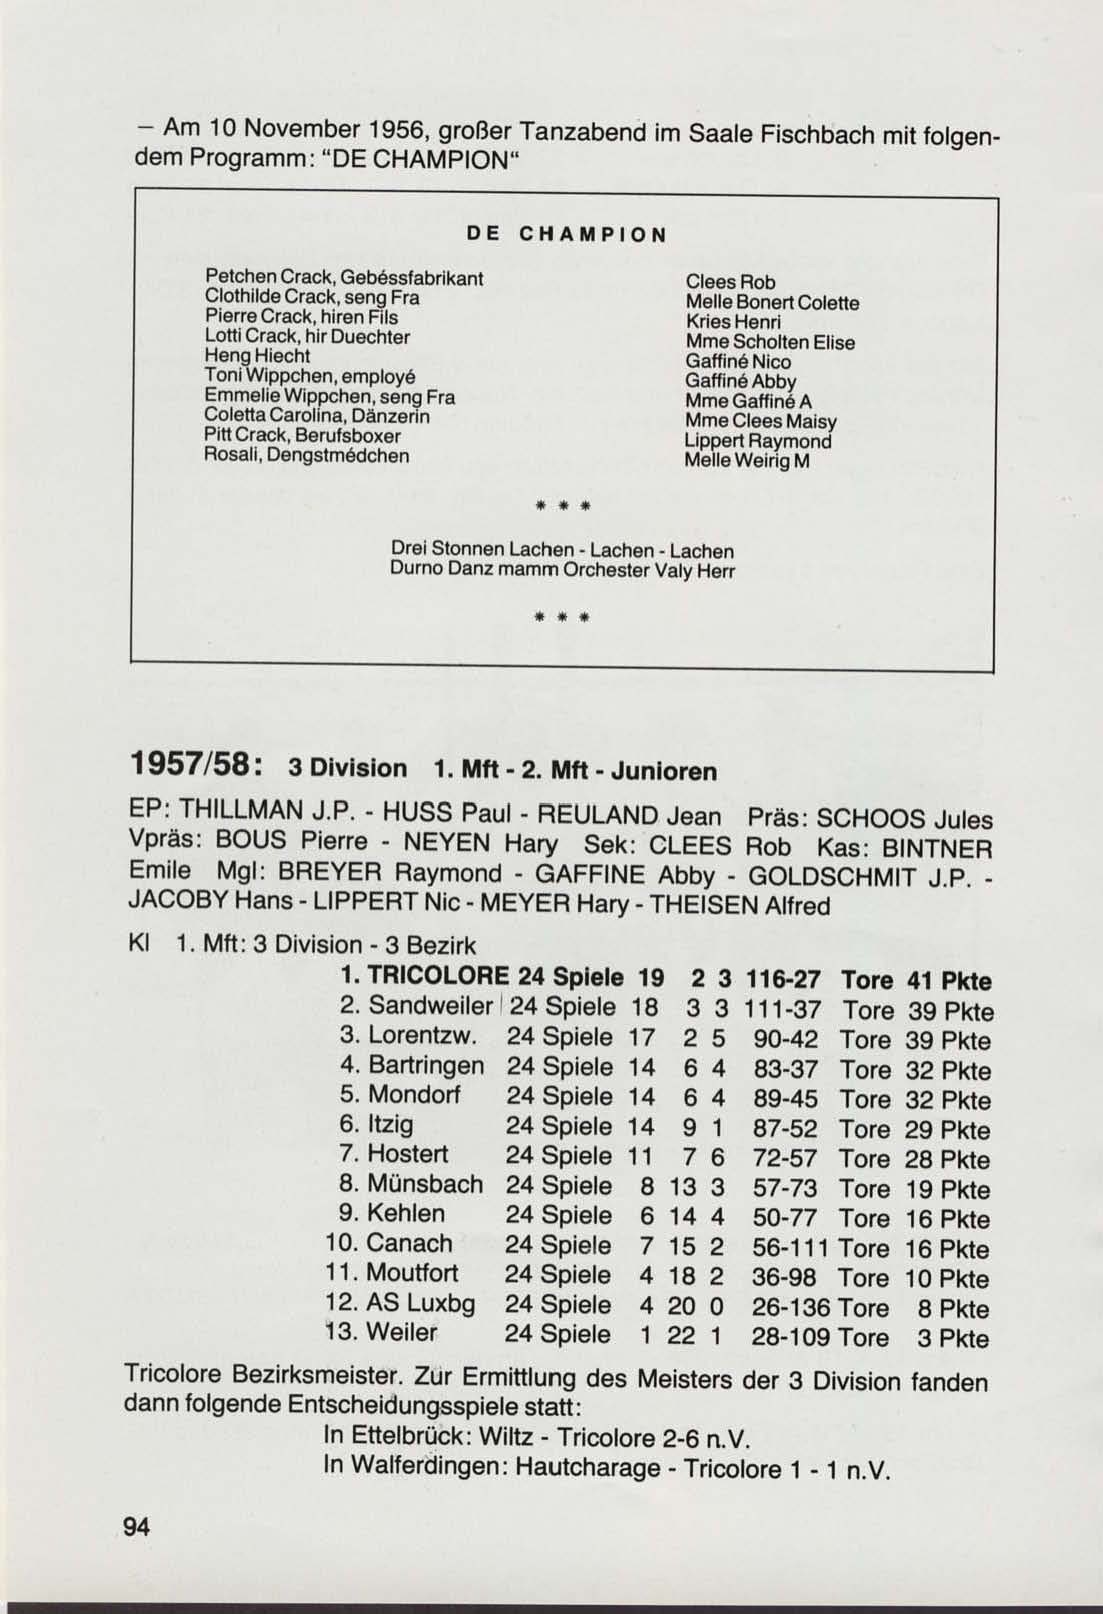 – Am 10 November 1956, großer Tanzabend im Saale Fischbach mit folgen-
dem Programm: “DE CHAMPION“
DE CHAMPION
Petchen Crack, Gebéssfabrikant Clees Rob
Clothilde Crack, seng Fra Melle Bonert Colette
Pierre Crack, hiren Fils Kries Henri
Lotti Crack, hir Duechter Mme Scholten Elise
Heng Hiecht Gaffiné Nico
Toni Wippchen, employé Gaffiné Abby
Emmelie Wippchen, seng Fra Mme Gaffiné A
Coletta Carolina, Dänzerin Mme Clees Maisy
Pitt Crack, Berufsboxer Lippert Raymond
Rosali, Dengstmédchen Melle Weirig M
* * *
Drei Stonnen Lachen - Lachen - Lachen
Durno Danz mamm Orchester Valy Herr
* * *
1957/58: 3 Division 1. Mft - 2. Mft - Junioren
EP: THILLMAN J.P. - HUSS Paul - REULAND Jean Präs: SCHOOS Jules
Vpräs: BOUS Pierre - NEYEN Hary Sek: CLEES Rob Kas: BINTNER
Emile Mgl: BREYER Raymond - GAFFINE Abby - GOLDSCHMIT J.P. -
JACOBY Hans - LIPPERT Nic - MEYER Hary - THEISEN Alfred
Kl 1. Mft: 3 Division - 3 Bezirk
1. TRICOLORE 24 Spiele 19 2 3 116-27 Tore 41 Pkte
2. Sandweiler 24 Spiele 18 3 3 111-37 Tore 39 Pkte
3. Lorentzw. 24 Spiele 17 2 5 90-42 Tore 39 Pkte
4. Bartringen 24 Spiele 14 6 4 83-37 Tore 32 Pkte
5. Mondorf 24 Spiele 14 6 4 89-45 Tore 32 Pkte
6. Itzig 24 Spiele 14 9 1 87-52 Tore 29 Pkte
7. Hostert 24 Spiele 11 7 6 72-57 Tore 28 Pkte
8. Münsbach 24 Spiele 8 13 3 57-73 Tore 19 Pkte
9. Kehlen 24 Spiele 6 14 4 50-77 Tore 16 Pkte
10. Canach 24 Spiele 7 15 2 56-111 Tore 16 Pkte
11. Moutfort 24 Spiele 4 18 2 36-98 Tore 10 Pkte
12. AS Luxbg 24 Spiele 4 20 0 26-136 Tore 8 Pkte
13. Weiler 24 Spiele 1 22 1 28-109 Tore 3 Pkte
Tricolore Bezirksmeister. Zur Ermittlung des Meisters der 3 Division fanden
dann folgende Entscheidungsspiele statt:
In Ettelbrück: Wiltz - Tricolore 2-6 n.V.
In Walferdingen: Hautcharage - Tricolore 1 - 1 n.V.
94